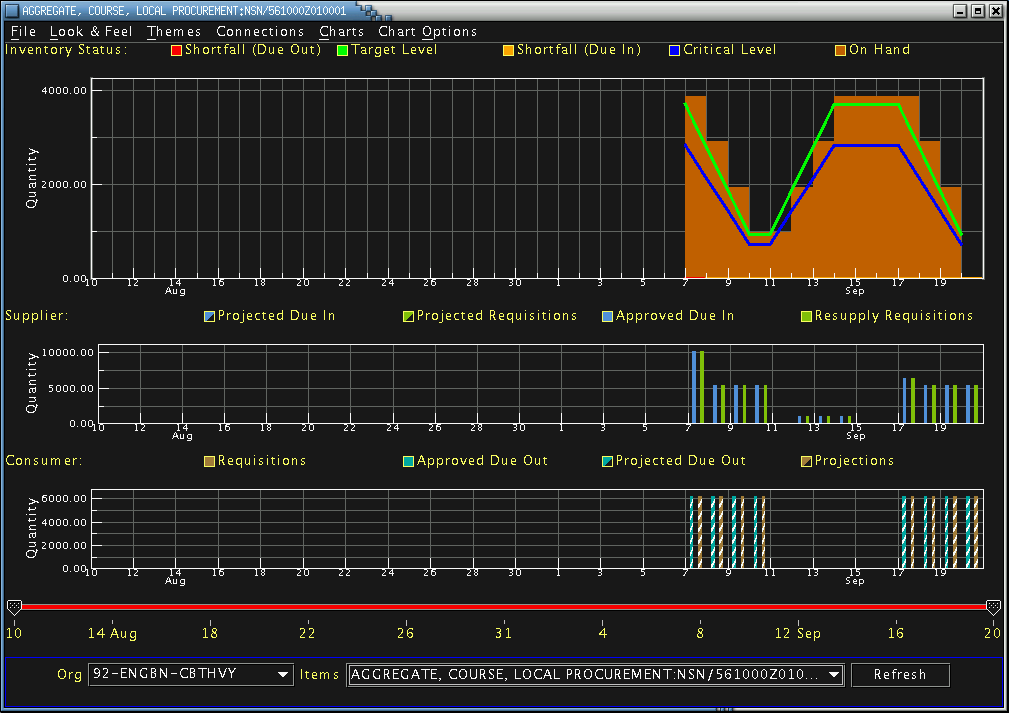 AGGREGATE, COURSE, LOCAL PROCUREMENT:NSN/561000Z010001
File Look & Feel Themes Connections Charts Chart Options
Inventory Status: Shortfall (Due Out) Target Level Shortfall (Due In) Critical Level On Hand
4000.00
2000.00
0.00
Quantity
10 12 14 16 18 20 22 24 26 28 30 1 3 5 7 9 11 13 15 17 19
Aug Sep
Supplier: Projected Due In Projected Requisitions Approved Due In Resupply Requisitions
10000.00
5000.00
0.00
Quantity
10 12 14 16 18 20 22 24 26 28 30 1 3 5 7 9 11 13 15 17 19
Aug Sep
Consumer: Requisitions Approved Due Out Projected Due Out Projections
6000.00
4000.00
2000.00
0.00
Quantity
10 12 14 16 18 20 22 24 26 28 30 1 3 5 7 9 11 13 15 17 19
Aug Sep
10 14 Aug 18 22 26 31 4 8 12 Sep 16 20
Org 92-ENGBN-CBTHVY Items AGGREGATE, COURSE, LOCAL PROCUREMENT:NSN/561000Z010... Refresh